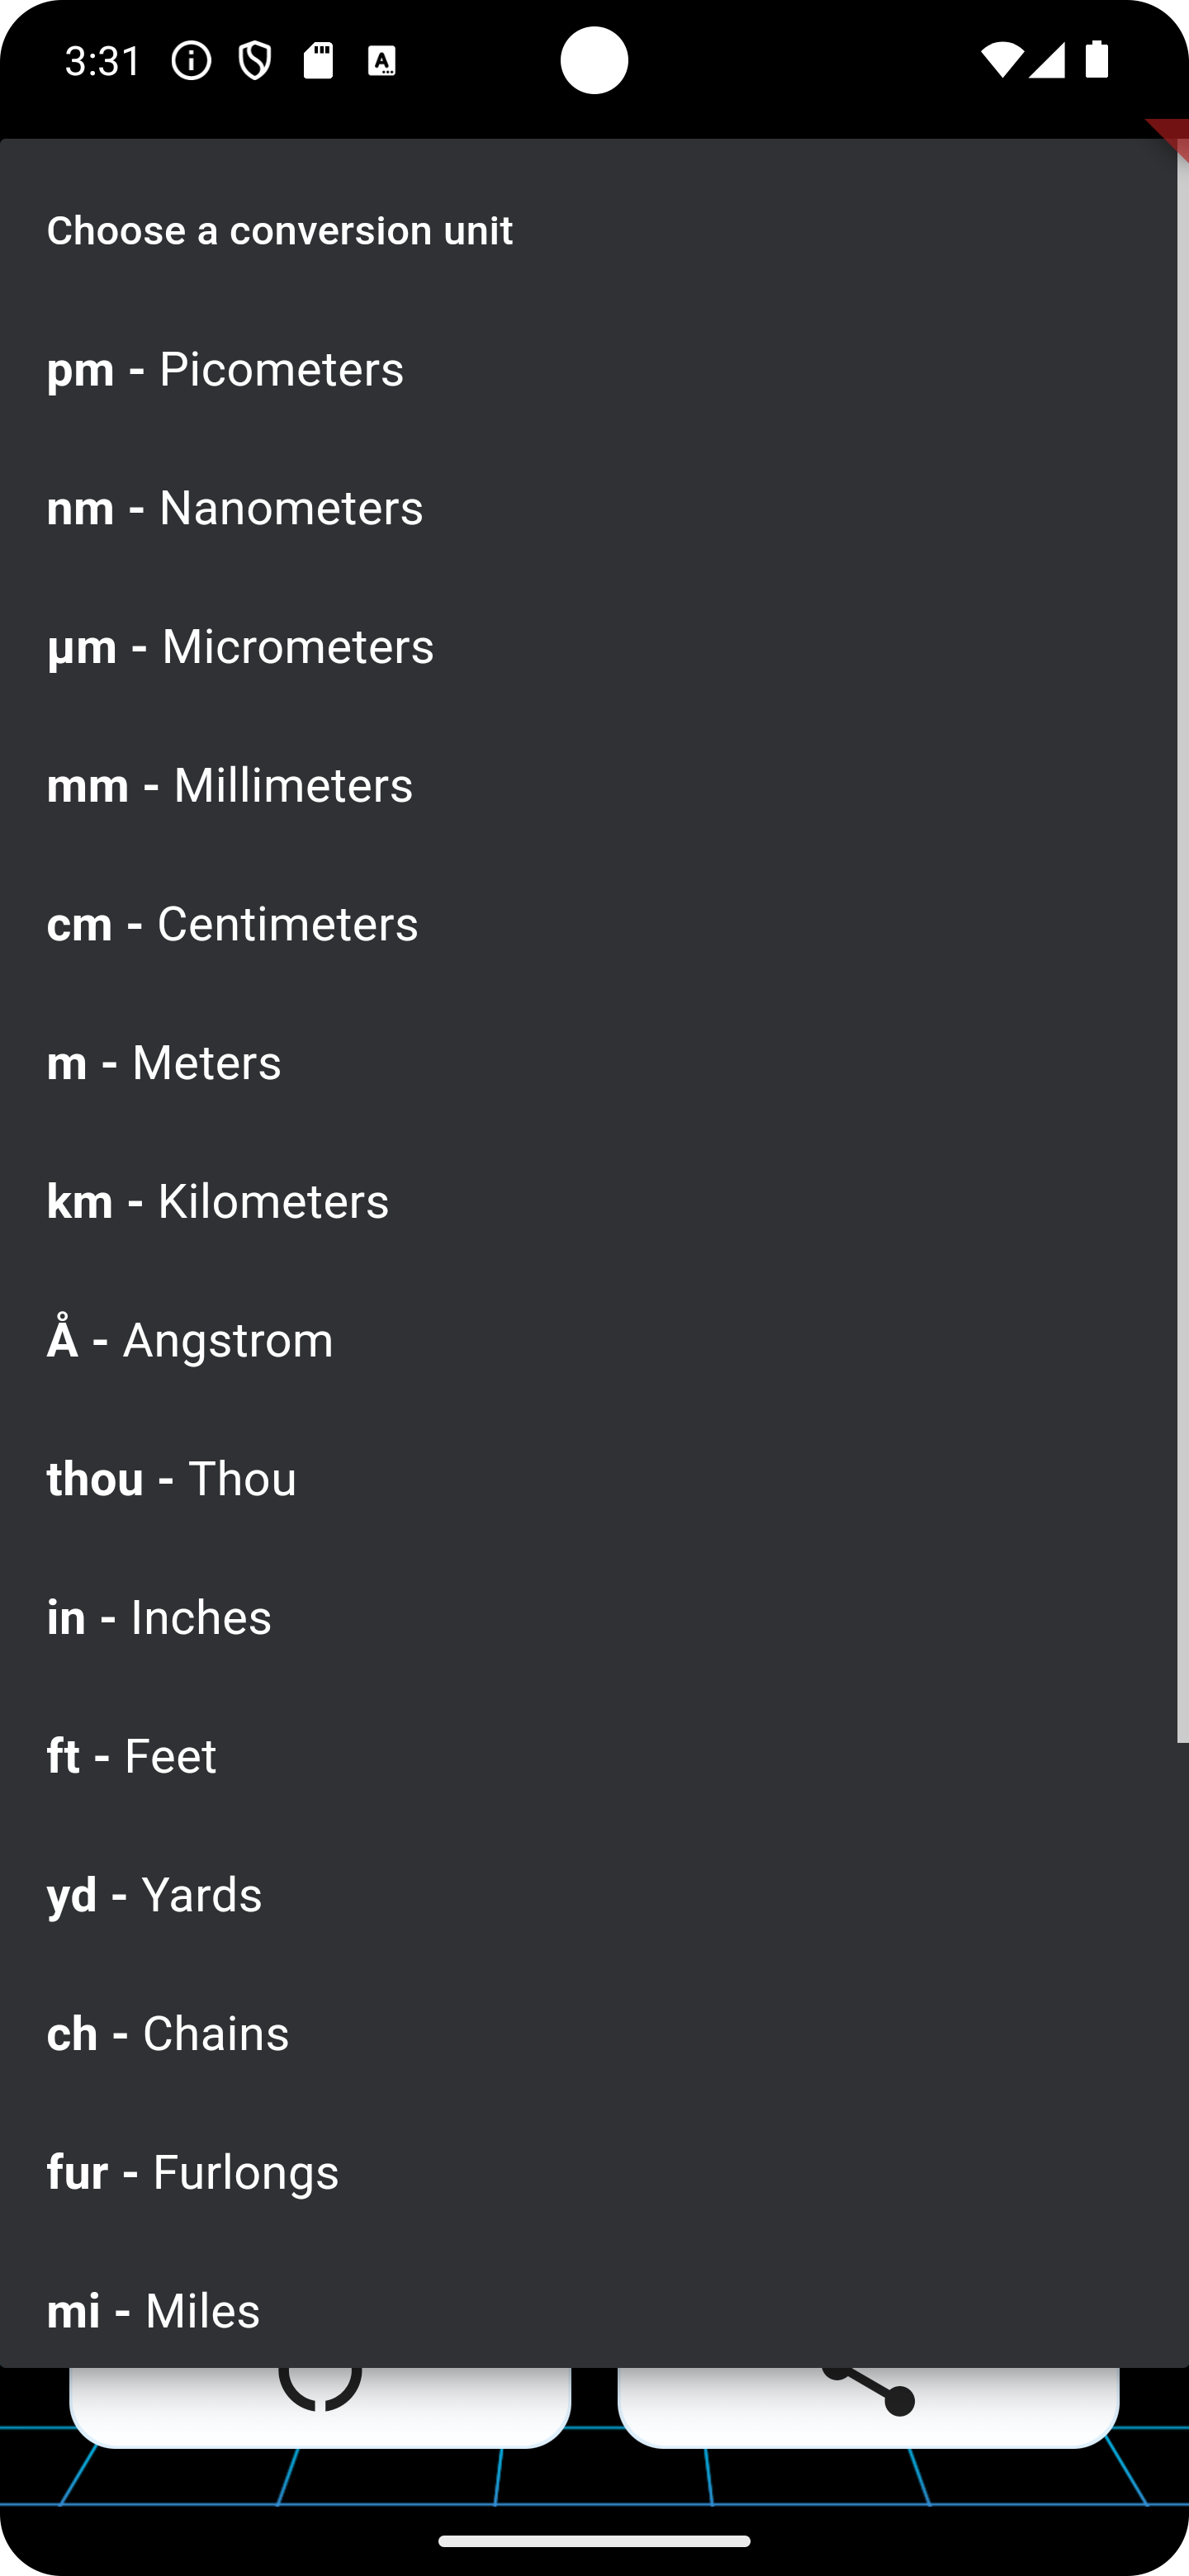 3:31
Choose a conversion unit
pm - Picometers
nm - Nanometers
µm - Micrometers
mm - Millimeters
cm - Centimeters
m - Meters
km - Kilometers
Å - Angstrom
thou - Thou
in - Inches
ft - Feet
yd - Yards
ch - Chains
fur - Furlongs
mi - Miles